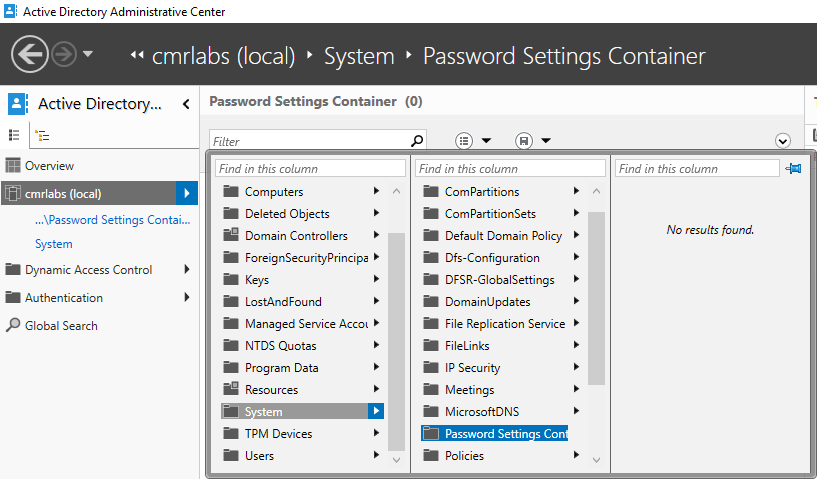 Active Directory Administrative Center
cmrlabs (local) System Password Settings Container
Active Directory...
Password Settings Container (0)
Filter
Overview
cmrlabs (local)
...\Password Settings Contai...
System
Dynamic Access Control
Authentication
Global Search
Find in this column
Computers
Deleted Objects
Domain Controllers
ForeignSecurityPrincipa
Keys
LostAndFound
Managed Service Accou
NTDS Quotas
Program Data
Resources
System
TPM Devices
Users
Find in this column
ComPartitions
ComPartitionSets
Default Domain Policy
Dfs-Configuration
DFSR-GlobalSettings
DomainUpdates
File Replication Service
FileLinks
IP Security
Meetings
MicrosoftDNS
Password Settings Cont
Policies
Find in this column
No results found.